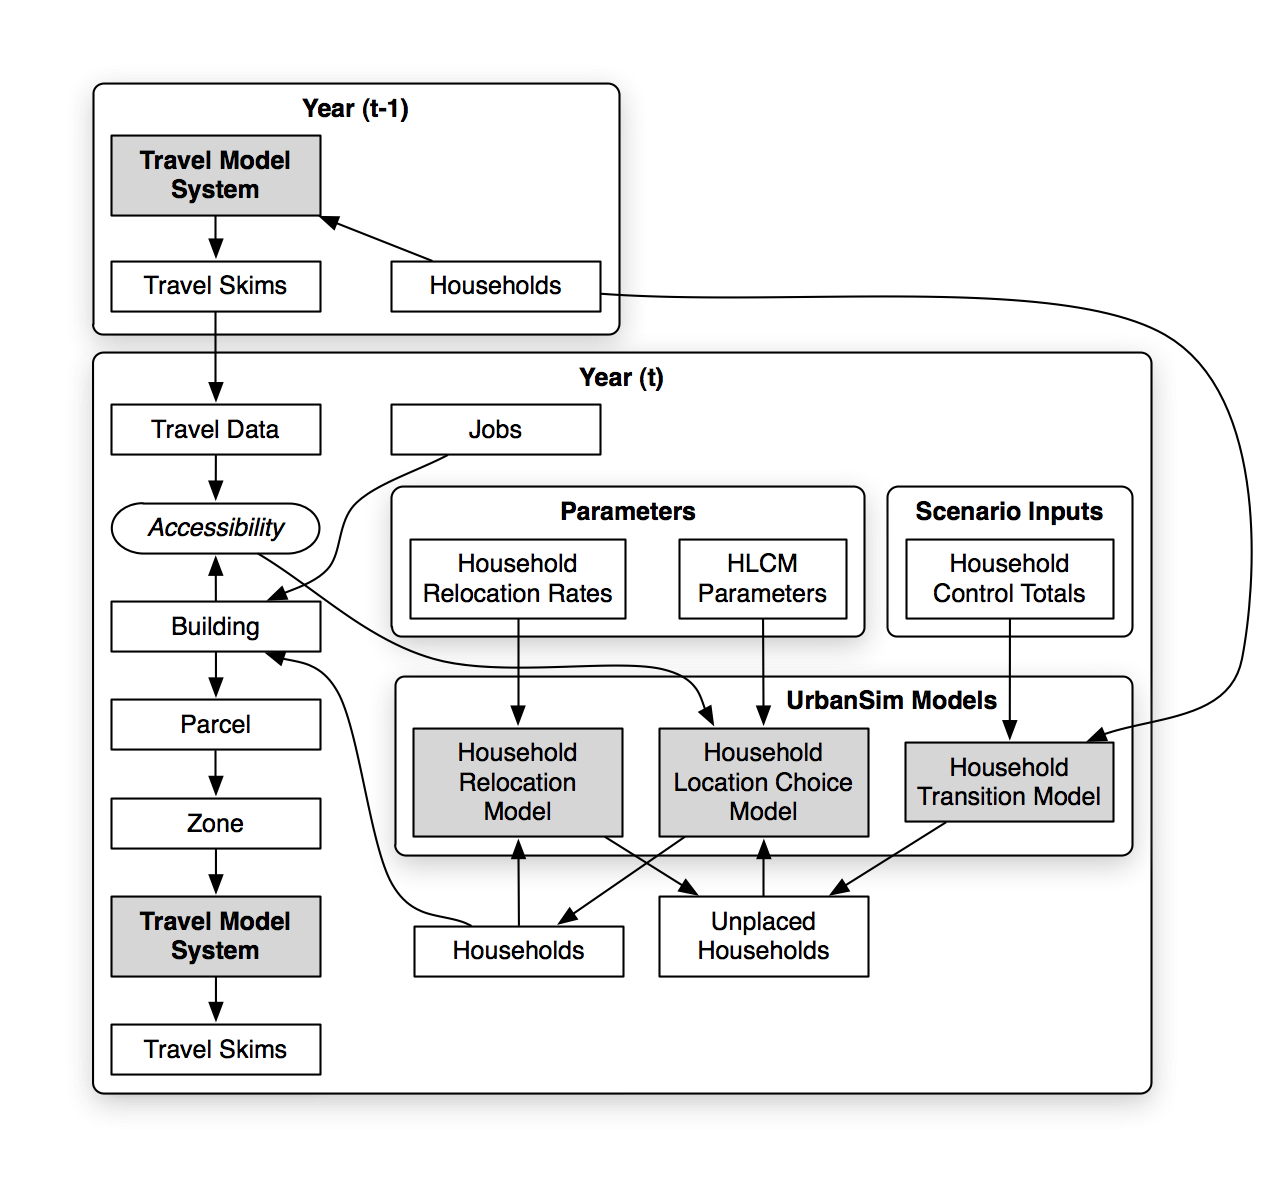 Year (t-1)
Travel Model
System
Travel Skims
Households
Year (t)
Travel Data
Jobs
Accessibility
Parameters
Scenario Inputs
Household
Relocation Rates
HLCM
Parameters
Household
Control Totals
Building
Parcel
UrbanSim Models
Household
Relocation
Model
Household
Location Choice
Model
Household
Transition Model
Zone
Travel Model
System
Households
Unplaced
Households
Travel Skims